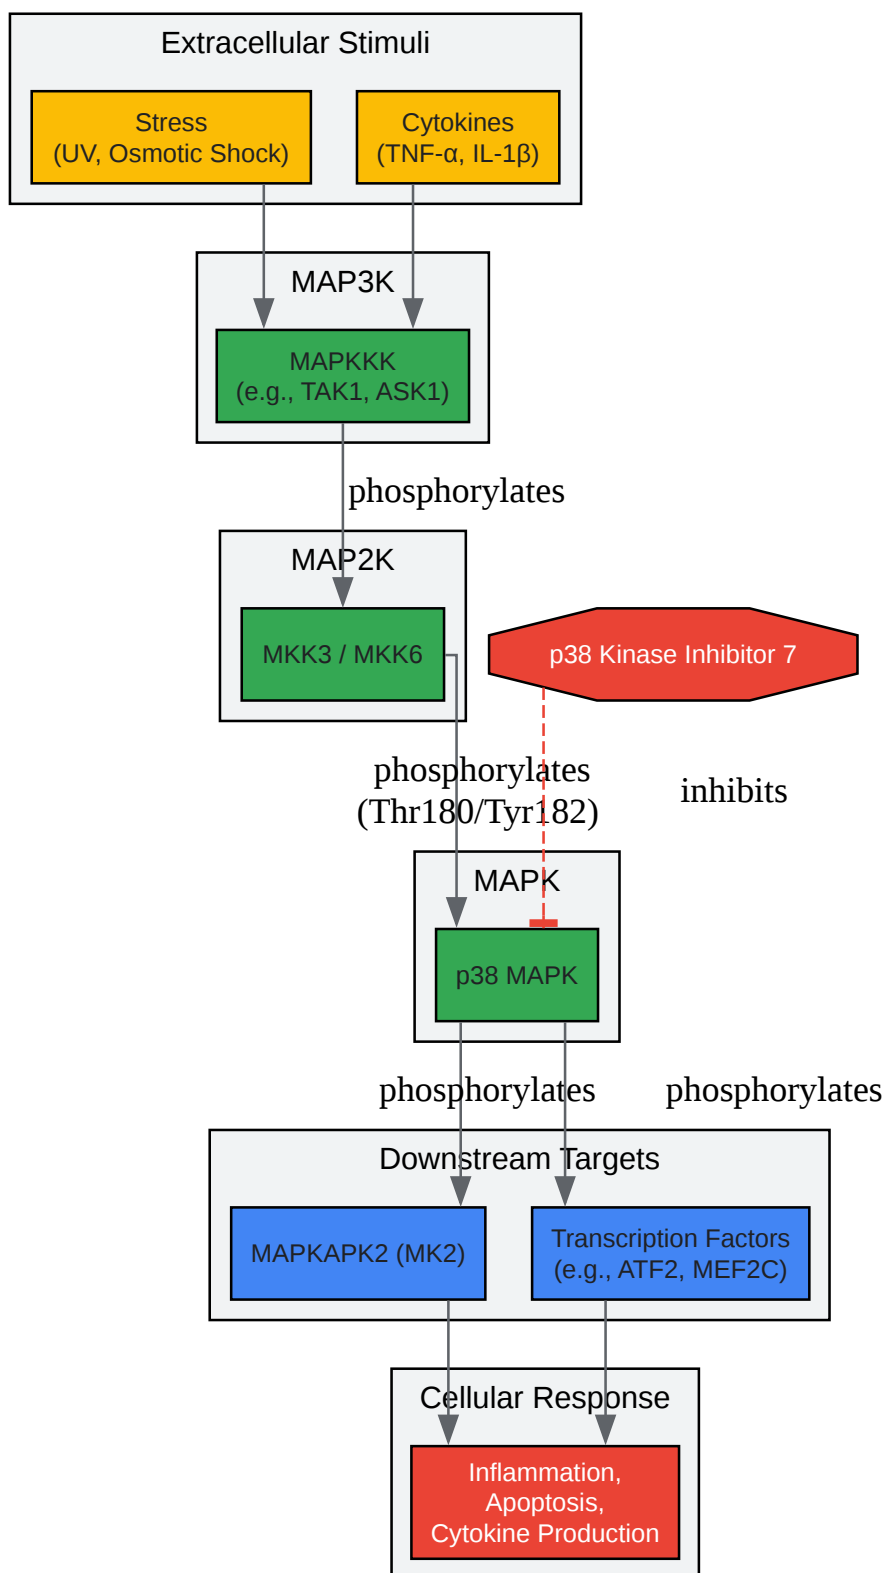 Extracellular Stimuli
Stress
(UV, Osmotic Shock)
Cytokines
(TNF-α, IL-1β)
MAP3K
MAPKKK
(e.g., TAK1, ASK1)
phosphorylates
MAP2K
MKK3 / MKK6
p38 Kinase Inhibitor 7
phosphorylates
(Thr180/Tyr182)
inhibits
MAPK
p38 MAPK
phosphorylates
phosphorylates
Downstream Targets
MAPKAPK2 (MK2)
Transcription Factors
(e.g., ATF2, MEF2C)
Cellular Response
Inflammation,
Apoptosis,
Cytokine Production